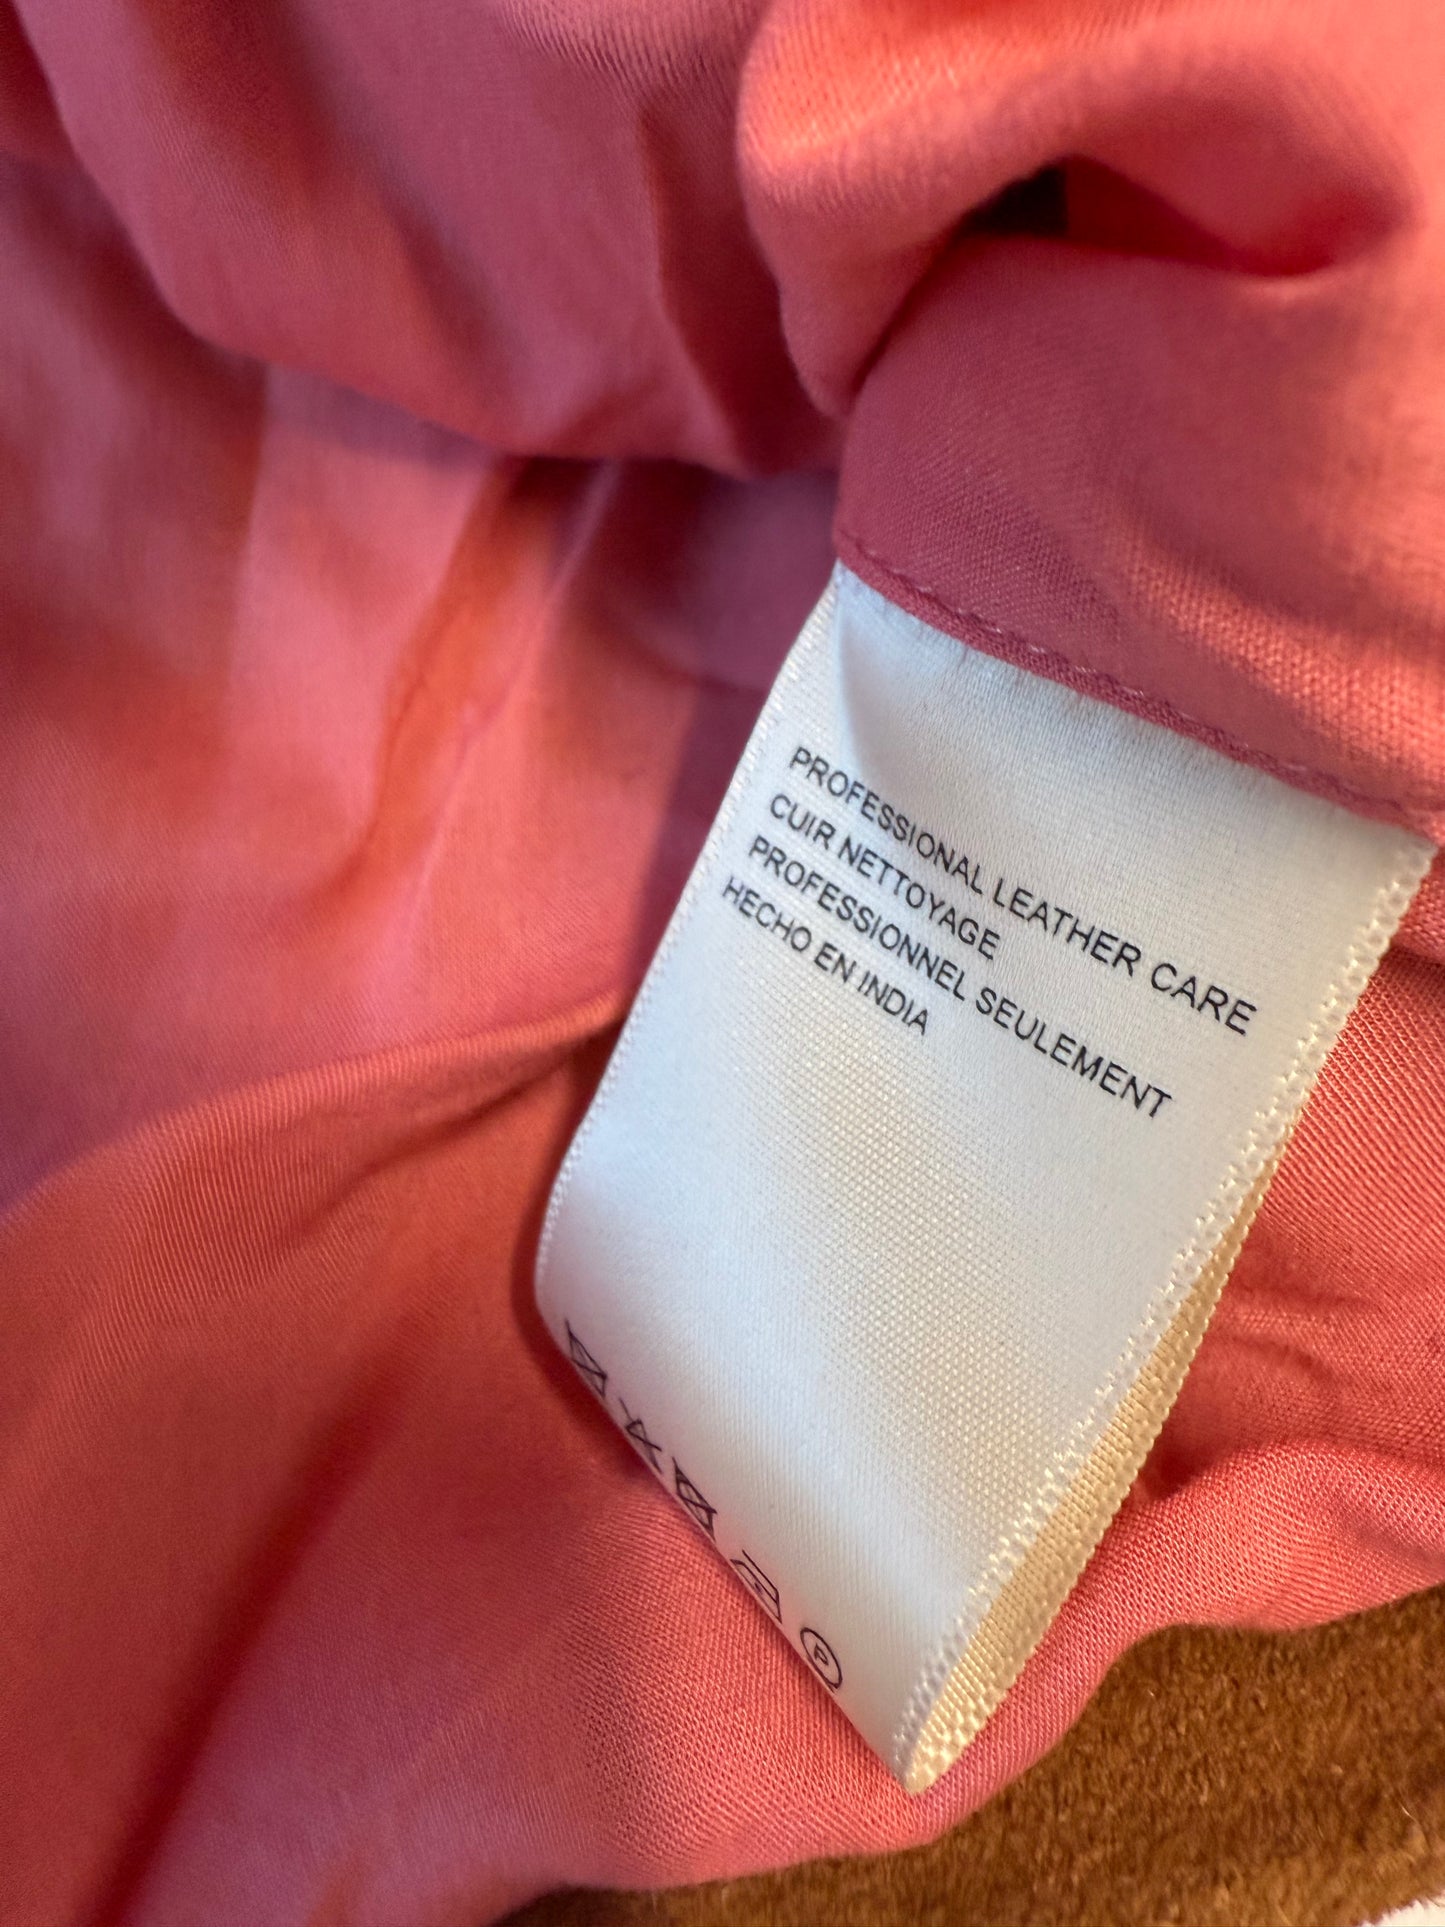 PROFESSIONAL LEATHER CARE
CUIR NETTOYAGE
PROFESSIONNEL SEULEMENT
HECHO EN INDIA
P